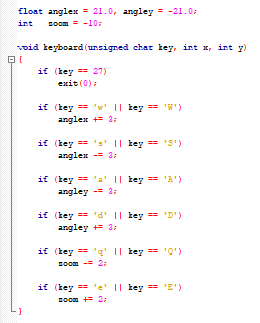 float anglex = 21.0, angley = -21.0;
int   zoom = -10;
void keyboard(unsigned char key, int x, int y)
{
if (key == 27)
exit(0);
if (key == 'w' || key == 'W')
anglex += 3;
if (key == 's' || key == 'S')
anglex -= 3;
if (key == 'a' || key == 'A')
angley -= 3;
if (key == 'd' || key == 'D')
angley += 3;
if (key == 'q' || key == 'Q')
zoom -= 2;
if (key == 'e' || key == 'E')
zoom += 2;
}